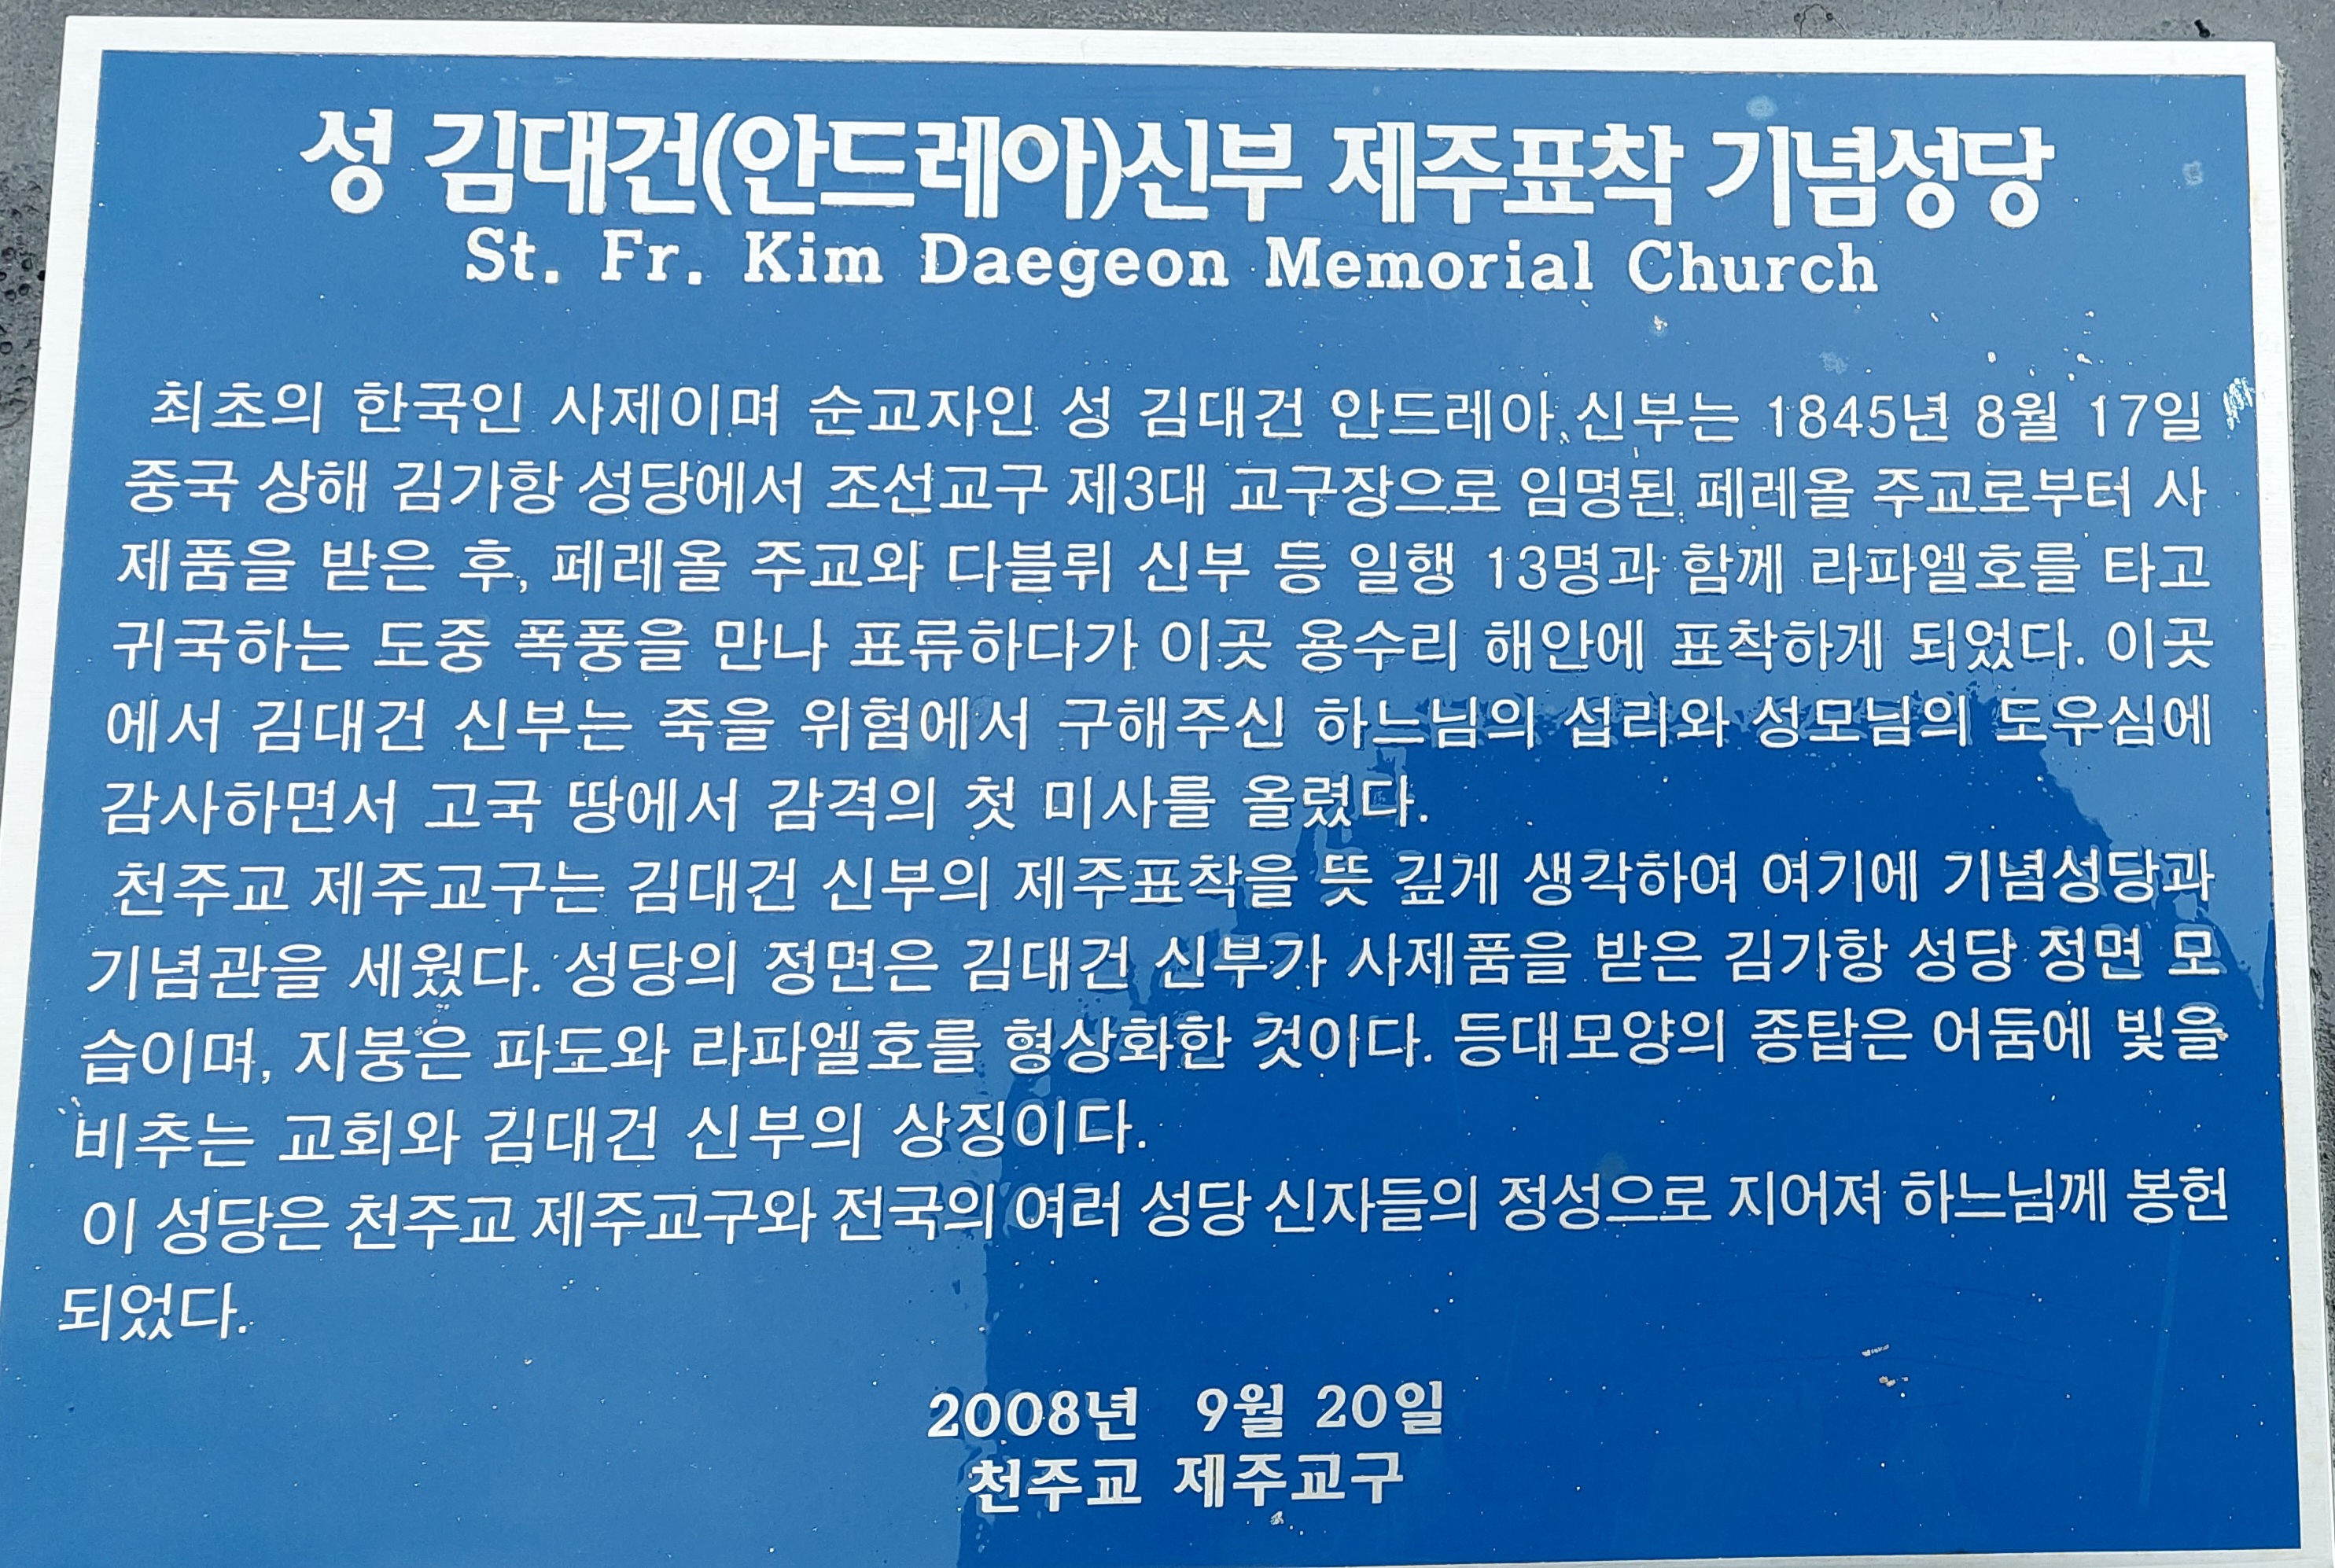 성 김대건(안드레아)신부 제주표착 기념성당
St. Fr. Kim Daegeon Memorial Church
최초의 한국인 사제이며 순교자인 성 김대건 안드레아 신부는 1845년 8월 17일
중국 상해 김가항 성당에서 조선교구 제3대 교구장으로 임명된 페레올 주교로부터 사
제품을 받은 후, 페레올 주교와 다블뤼 신부 등 일행 13명과 함께 라파엘호를 타고
귀국하는 도중 폭풍을 만나 표류하다가 이곳 용수리 해안에 표착하게 되었다. 이곳
에서 김대건 신부는 죽을 위험에서 구해주신 하느님의 섭리와 성모님의 도우심에
감사하면서 고국 땅에서 감격의 첫 미사를 올렸다.
천주교 제주교구는 김대건 신부의 제주표착을 뜻 깊게 생각하여 여기에 기념성당과
기념관을 세웠다. 성당의 정면은 김대건 신부가 사제품을 받은 김가항 성당 정면 모
습이며, 지붕은 파도와 라파엘호를 형상화한 것이다. 등대모양의 종탑은 어둠에 빛을
비추는 교회와 김대건 신부의 상징이다.
이 성당은 천주교 제주교구와 전국의 여러 성당 신자들의 정성으로 지어져 하느님께 봉헌
되었다.
2008년 9월 20일
천주교 제주교구